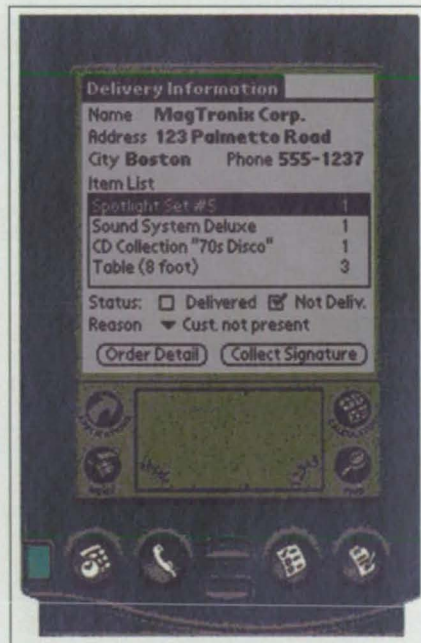 Delivery Information
Name MagTronix Corp.
Address 123 Palmetto Road
City Boston Phone 555-1237
Item List
Spotlight Set #5 1
Sound System Deluxe 1
CD Collection "70s Disco" 1
Table (8 foot) 3
Status: Delivered Not Deliv.
Reason Cust. not present
Order Detail Collect Signature
MENU
FIND